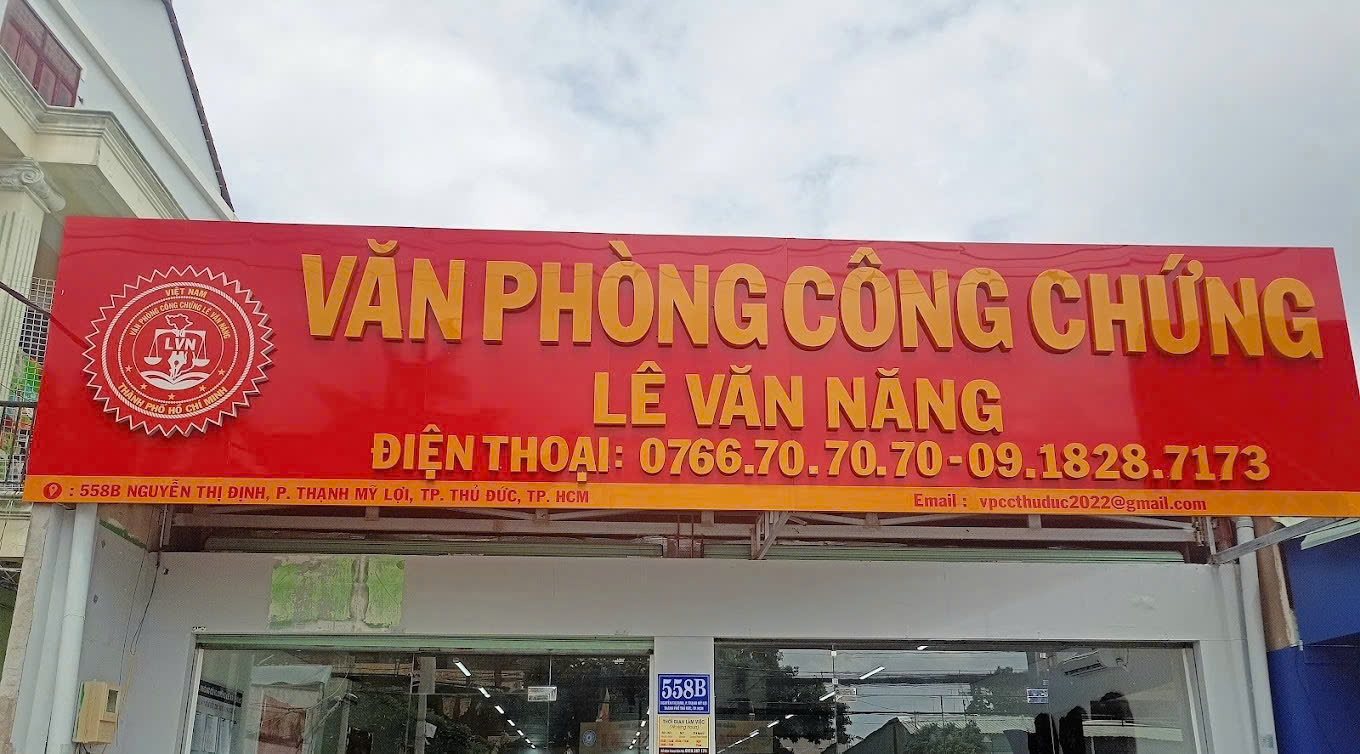 VĂN PHÒNG CÔNG CHỨNG
LÊ VĂN NĂNG
ĐIỆN THOẠI: 0766.70.70.70-09.1828.7173
VIỆT NAM
VĂN PHÒNG CÔNG CHỨNG LÊ VĂN NĂNG
LVN
THÀNH PHỐ HỒ CHÍ MINH
: 558B NGUYỄN THỊ ĐỊNH, P. THẠNH MỸ LỢI, TP. THỦ ĐỨC, TP. HCM
Email : vpccthuduc2022@gmail.com
558B
THỜI GIAN LÀM VIỆC